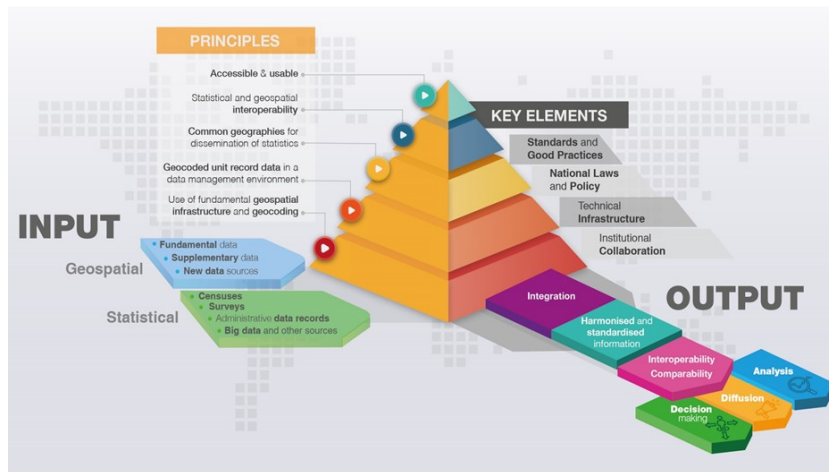 PRINCIPLES
Accessible & usable
Statistical and geospatial
interoperability
Common geographies for
dissemination of statistics
Geocoded unit record data in a
data management environment
Use of fundamental geospatial
infrastructure and geocoding
KEY ELEMENTS
Standards and
Good Practices
National Laws
and Policy
Technical
Infrastructure
Institutional
Collaboration
INPUT
Geospatial
• Fundamental data
• Supplementary data
• New data sources
Statistical
• Censuses
• Surveys
• Administrative data records
• Big data and other sources
OUTPUT
Integration
Harmonised and
standardised
information
Interoperability
Comparability
Analysis
Diffusion
Decision
making